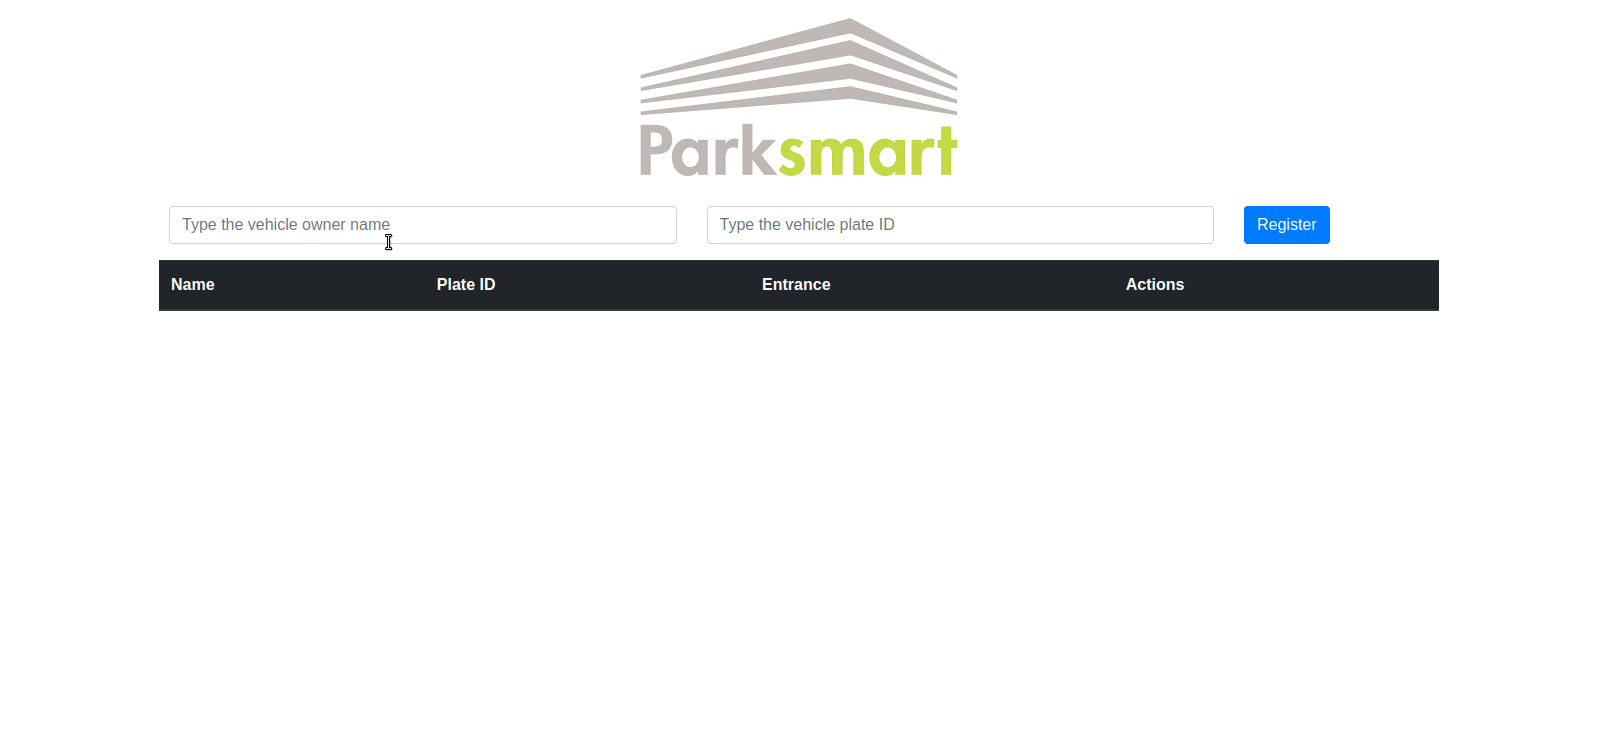 Parksmart
Type the vehicle owner name Type the vehicle plate ID Register
Name Plate ID Entrance Actions